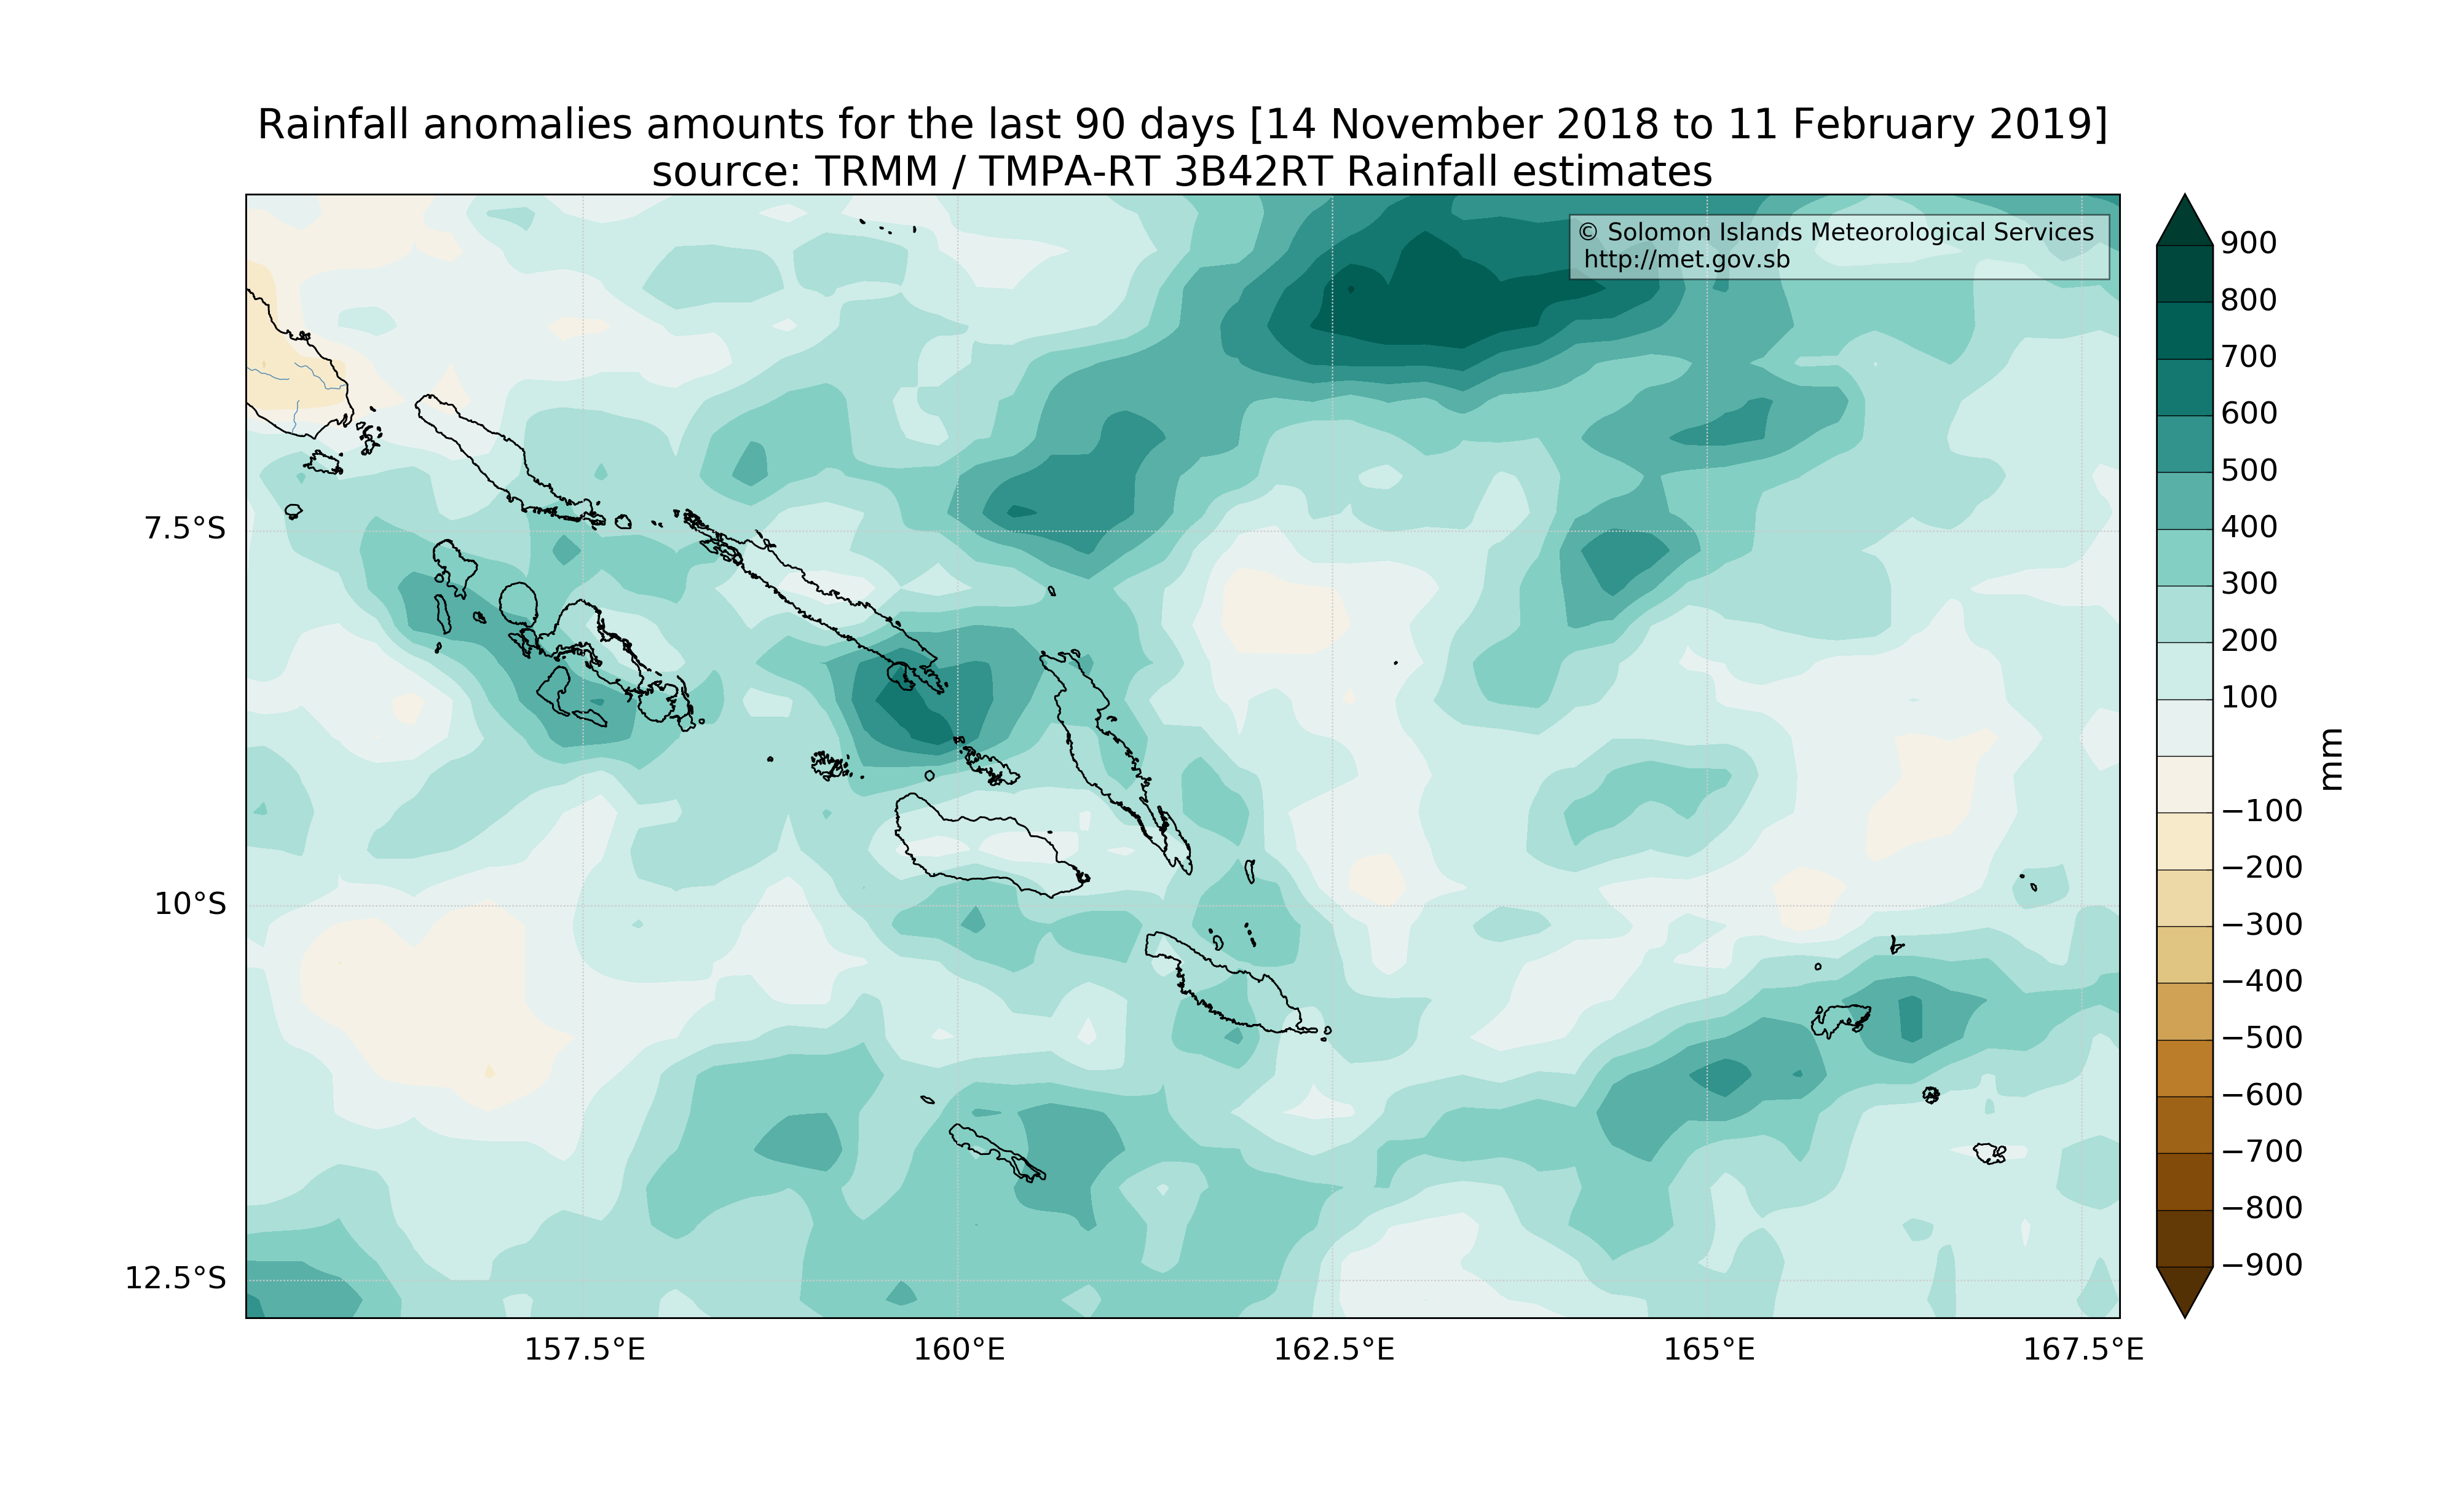 Rainfall anomalies amounts for the last 90 days [14 November 2018 to 11 February 2019]
source: TRMM / TMPA-RT 3B42RT Rainfall estimates
© Solomon Islands Meteorological Services
http://met.gov.sb
7.5°S
10°S
12.5°S
157.5°E
160°E
162.5°E
165°E
167.5°E
900
800
700
600
500
400
300
200
100
−100
−200
−300
−400
−500
−600
−700
−800
−900
mm